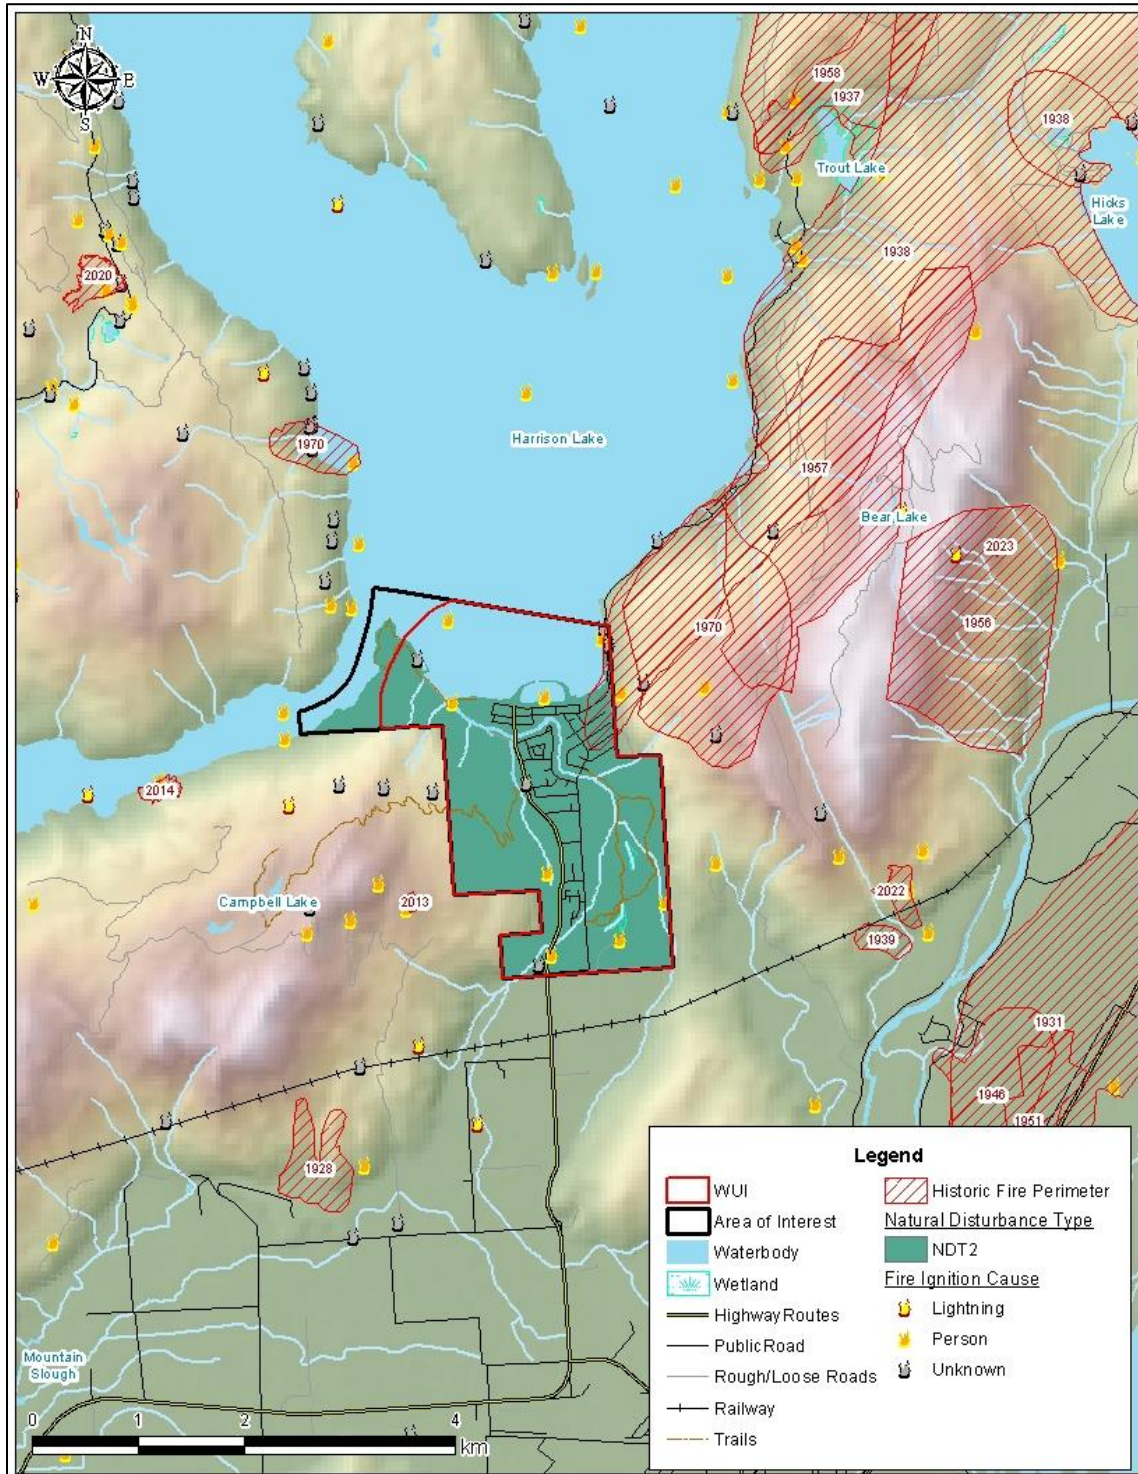 N
W E
S
1958
1937
1938
Trout Lake
Hicks
Lake
1938
2020
Harrison Lake
1970
1957
Bear Lake
2023
1956
1970
2014
Campbell Lake
2013
2022
1939
1931
1946
1951
1928
Mountain
Slough
0 1 2 4
km
Legend
WUI
Area of Interest
Waterbody
Wetland
Highway Routes
Public Road
Rough/Loose Roads
Railway
Trails
Historic Fire Perimeter
Natural Disturbance Type
NDT2
Fire Ignition Cause
Lightning
Person
Unknown